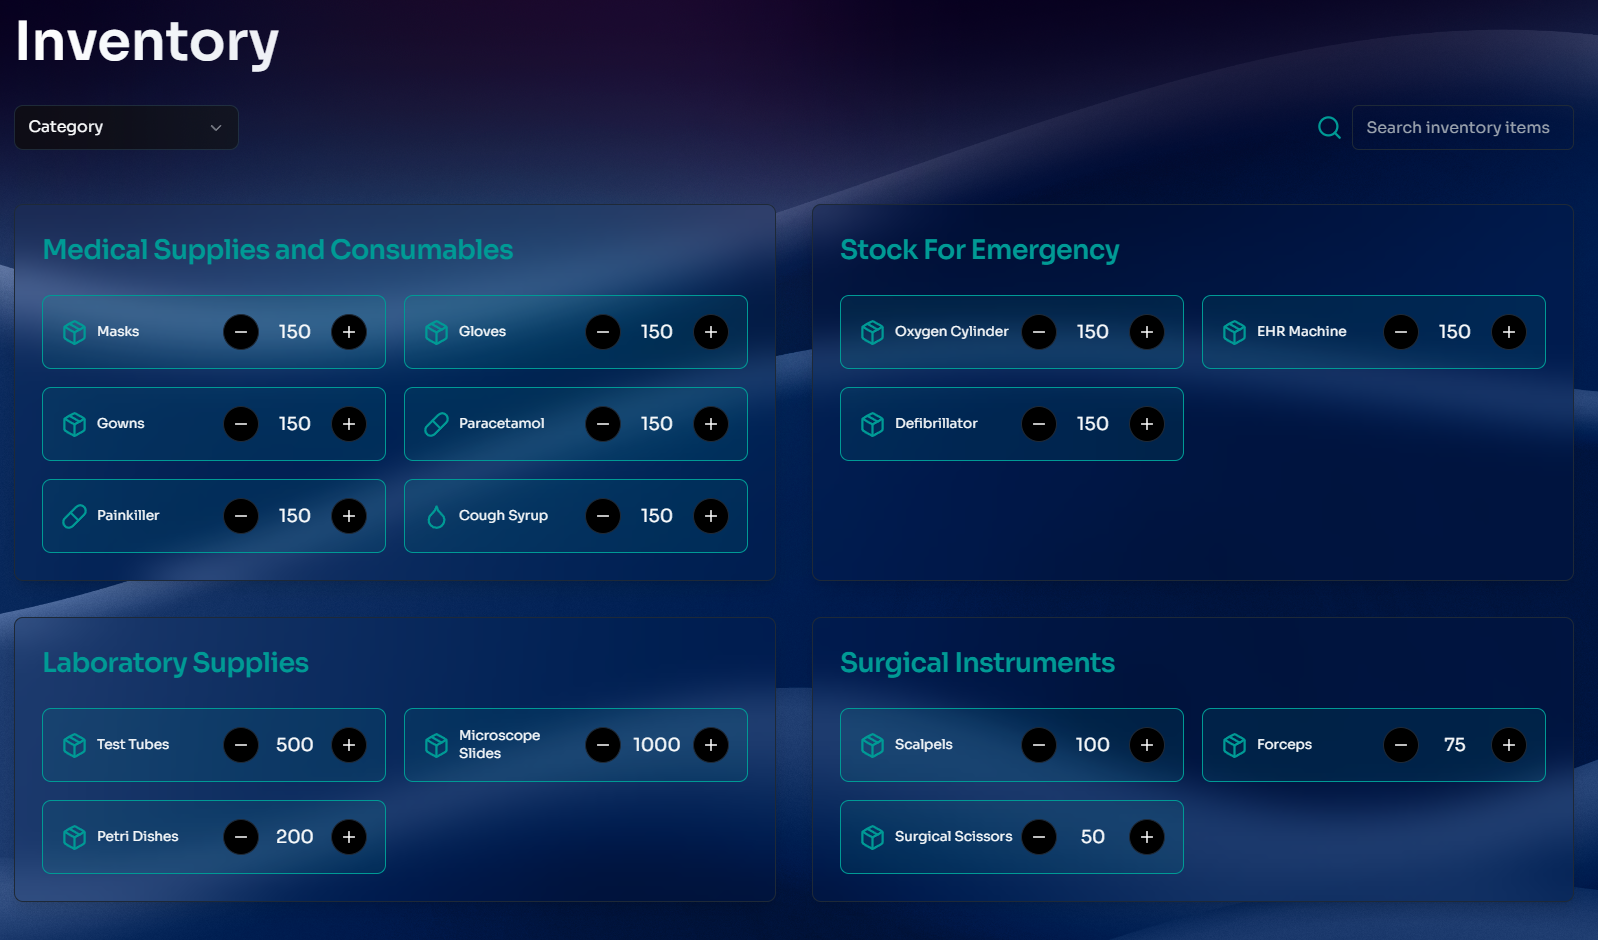 Inventory
Category
Search inventory items
Medical Supplies and Consumables
Masks
150
Gloves
150
Gowns
150
Paracetamol
150
Painkiller
150
Cough Syrup
150
Stock For Emergency
Oxygen Cylinder
150
EHR Machine
150
Defibrillator
150
Laboratory Supplies
Test Tubes
500
Microscope
Slides
1000
Petri Dishes
200
Surgical Instruments
Scalpels
100
Forceps
75
Surgical Scissors
50